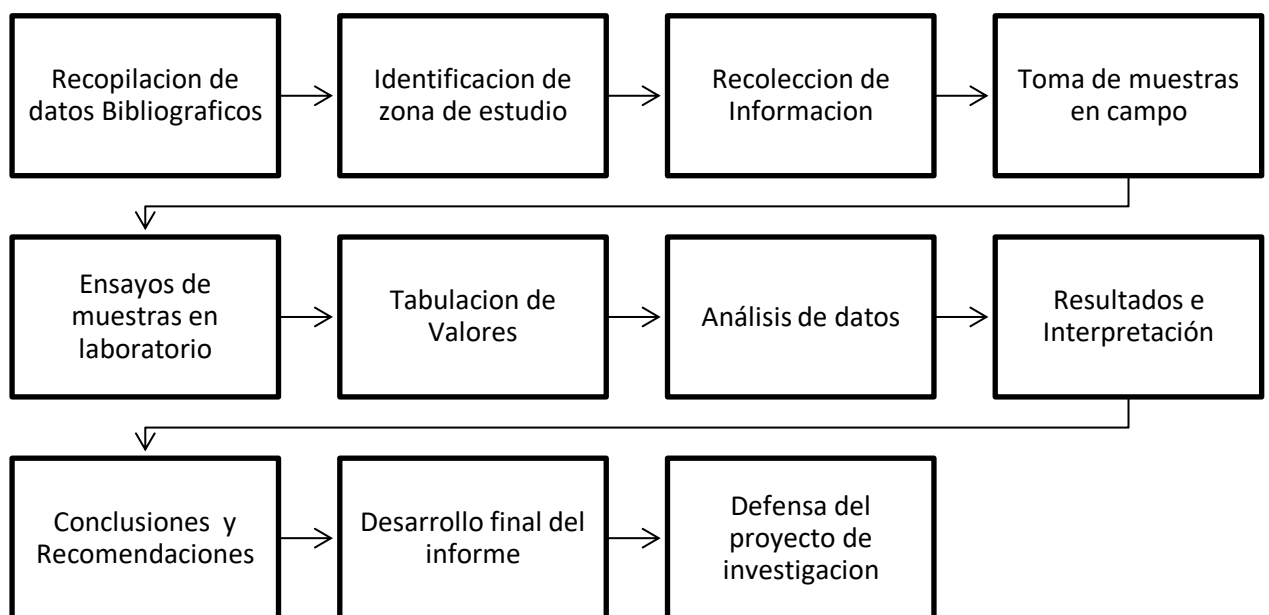 Recopilacion de
datos Bibliograficos
Identificacion de
zona de estudio
Recoleccion de
Informacion
Toma de muestras
en campo
Ensayos de
muestras en
laboratorio
Tabulacion de
Valores
Análisis de datos
Resultados e
Interpretación
Conclusiones y
Recomendaciones
Desarrollo final del
informe
Defensa del
proyecto de
investigacion